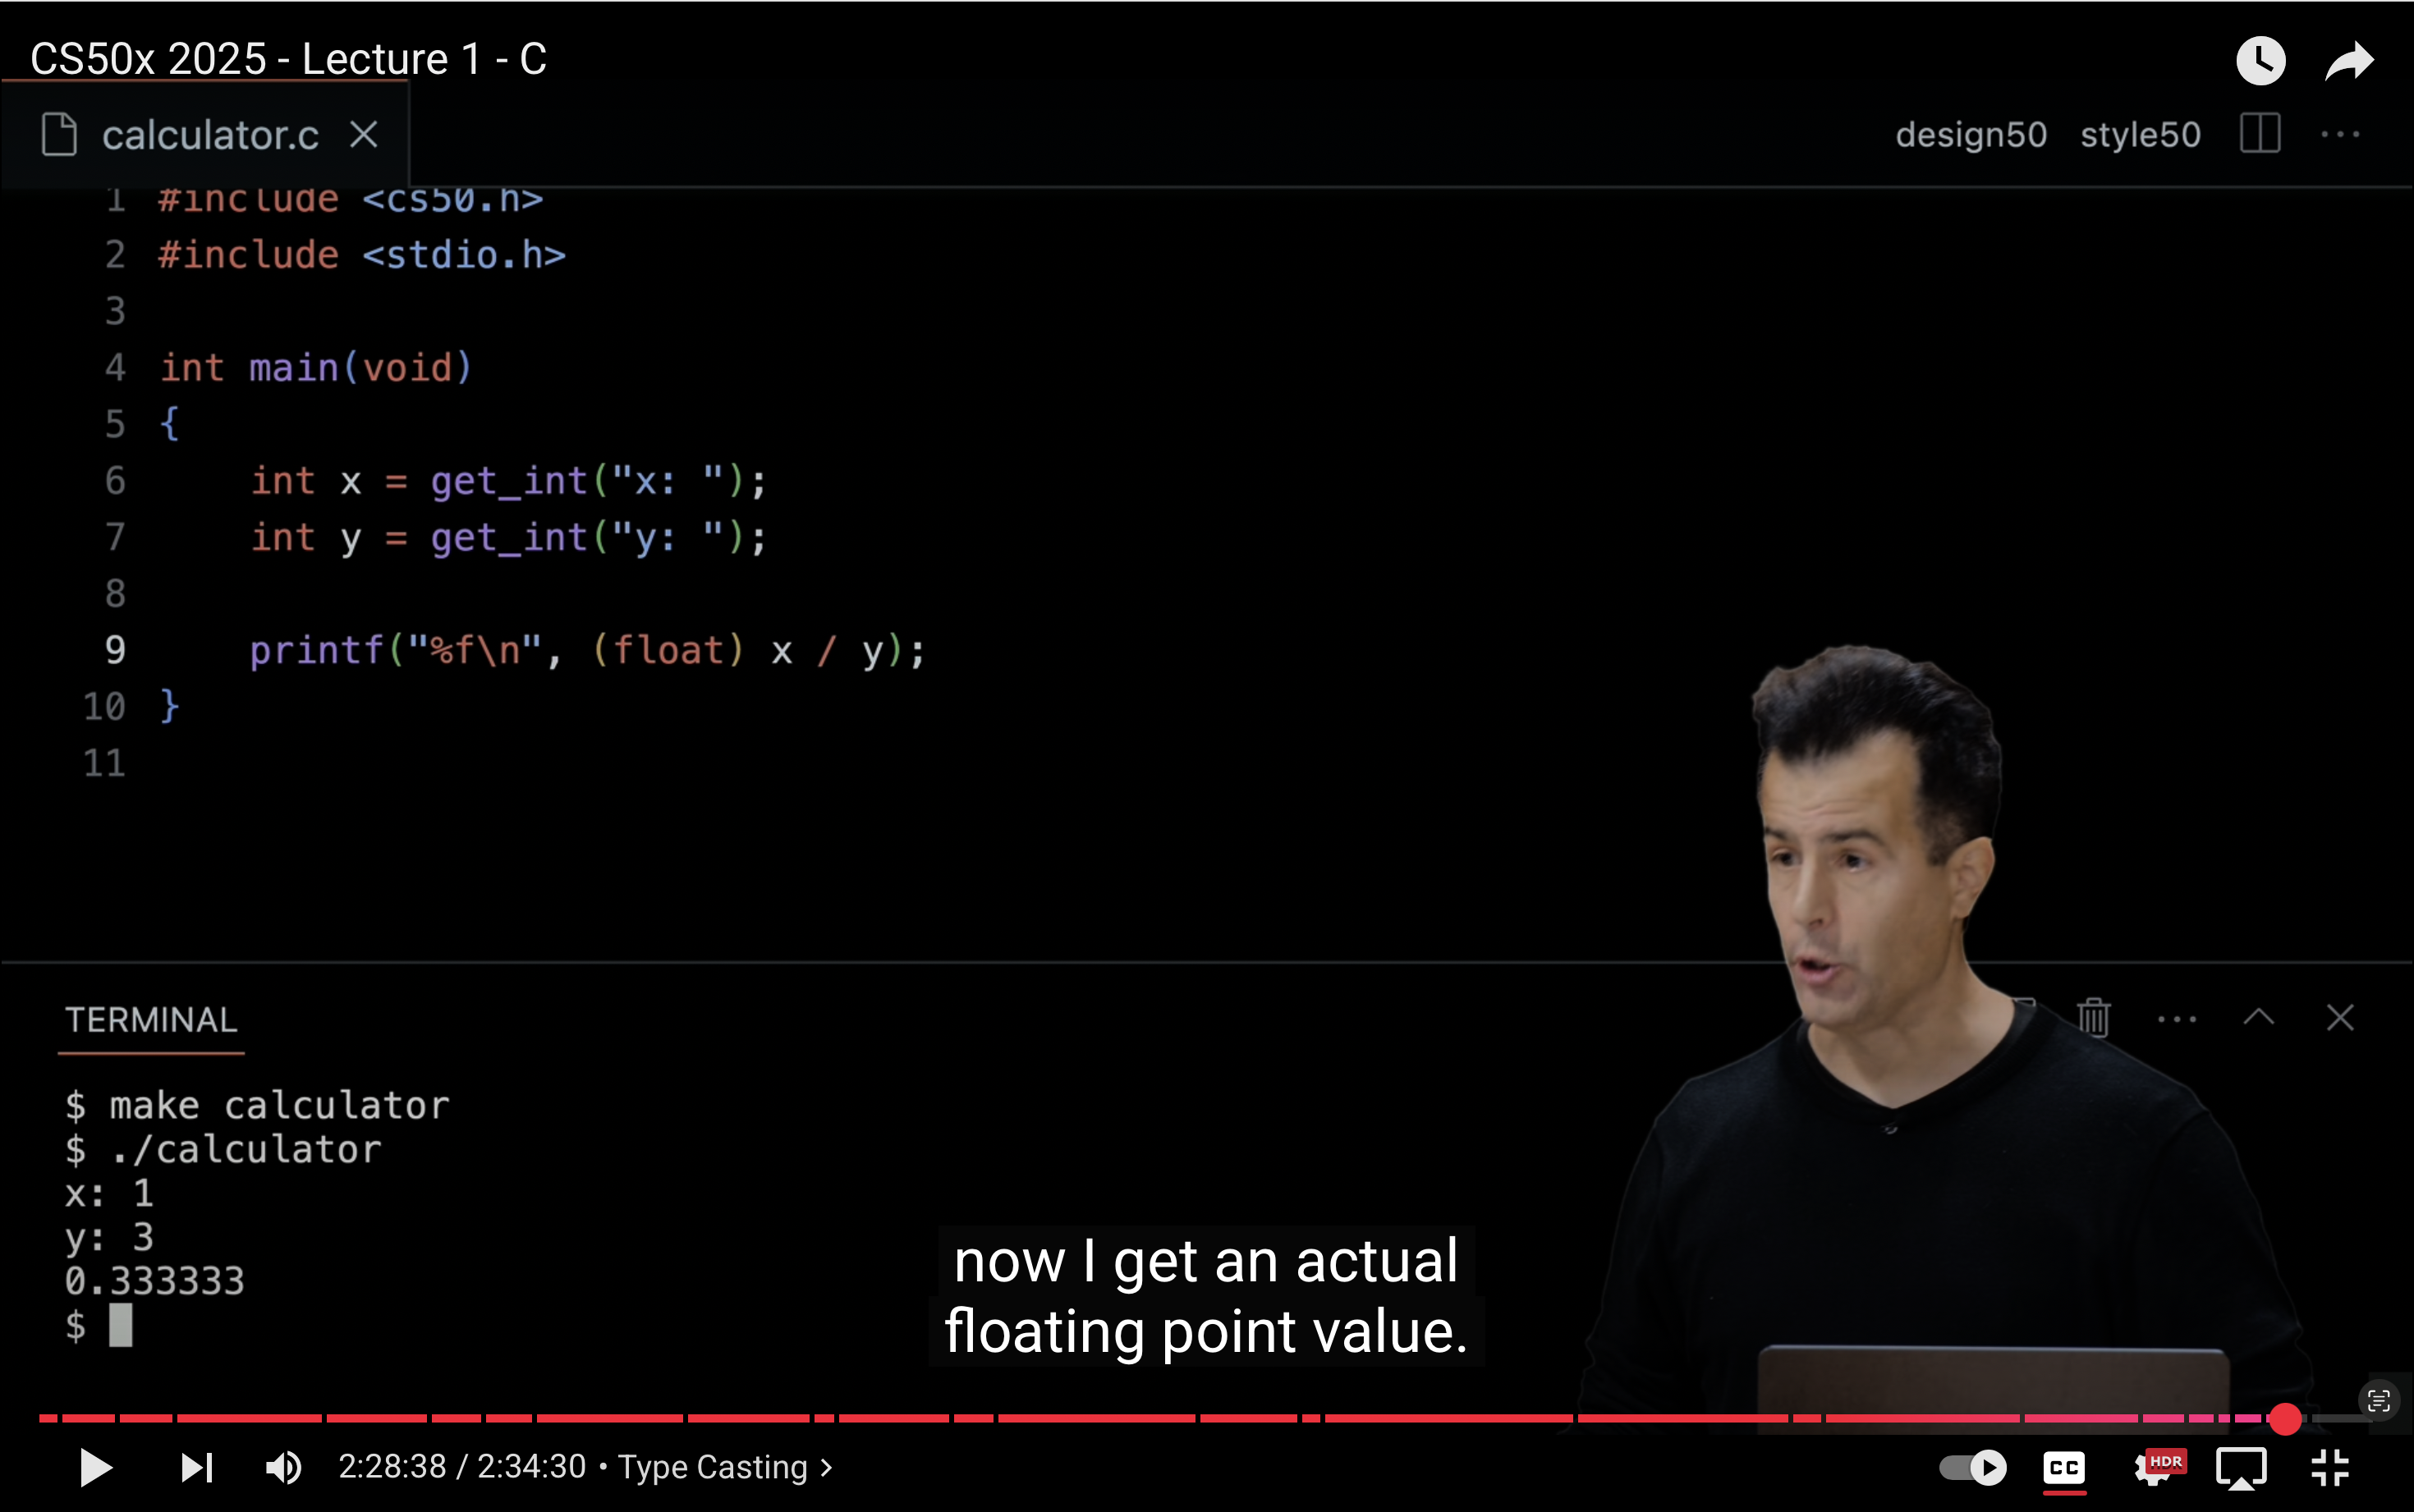 CS50x 2025 - Lecture 1 - C
calculator.c
design50 style50
1 #include <cs50.h>
2 #include <stdio.h>
3
4 int main(void)
5 {
6     int x = get_int("x: ");
7     int y = get_int("y: ");
8
9     printf("%f\n", (float) x / y);
10 }
11
TERMINAL
$ make calculator
$ ./calculator
x: 1
y: 3
0.333333
$
now I get an actual
floating point value.
2:28:38 / 2:34:30 • Type Casting
CC
HDR